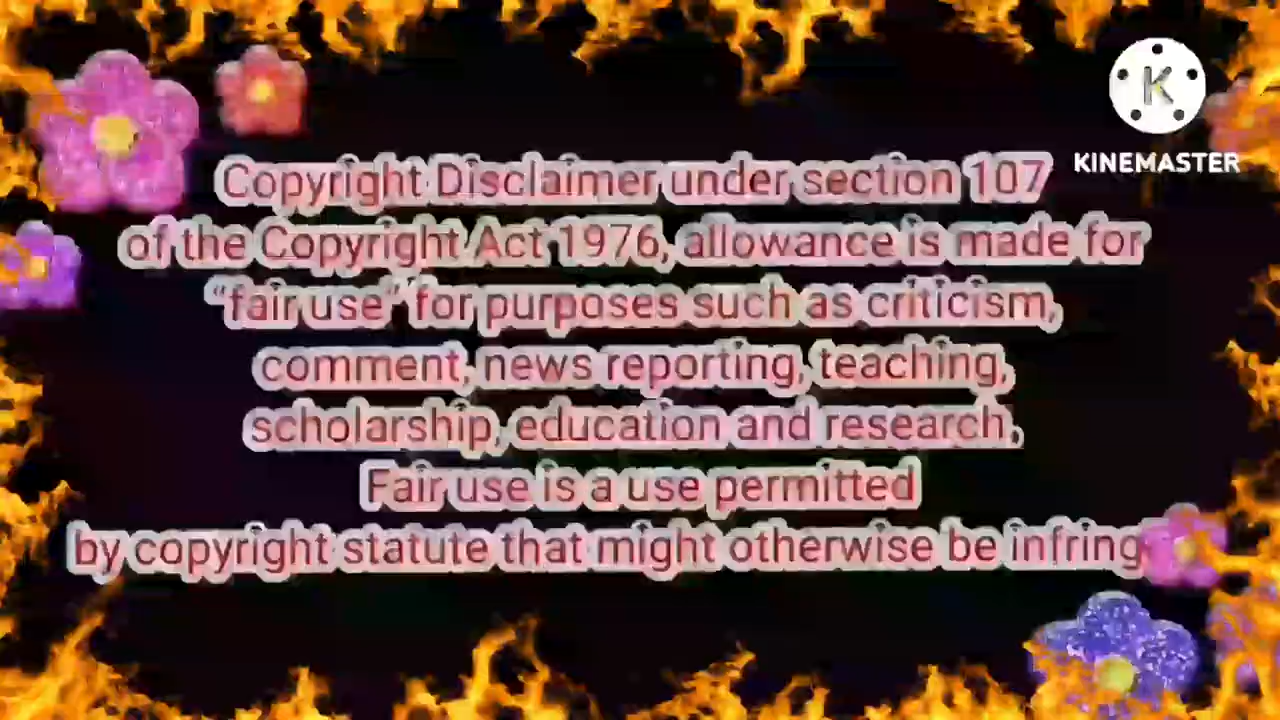 K
KINEMASTER
Copyright Disclaimer under section 107
of the Copyright Act 1976, allowance is made for
"fair use" for purposes such as criticism,
comment, news reporting, teaching,
scholarship, education and research.
Fair use is a use permitted
by copyright statute that might otherwise be infring